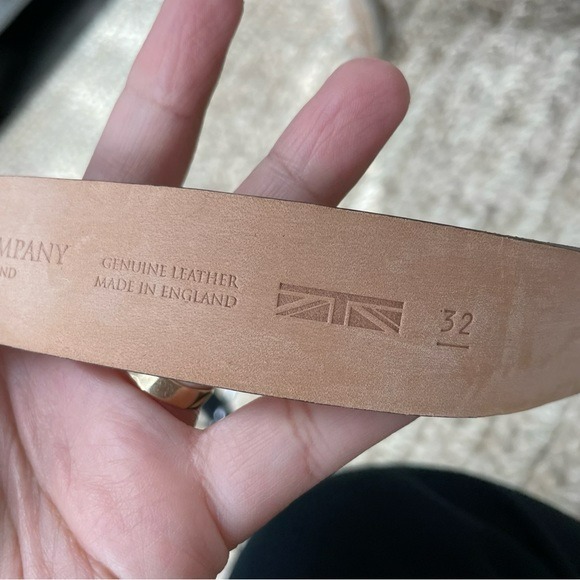 MPANY
ND
GENUINE LEATHER
MADE IN ENGLAND
32